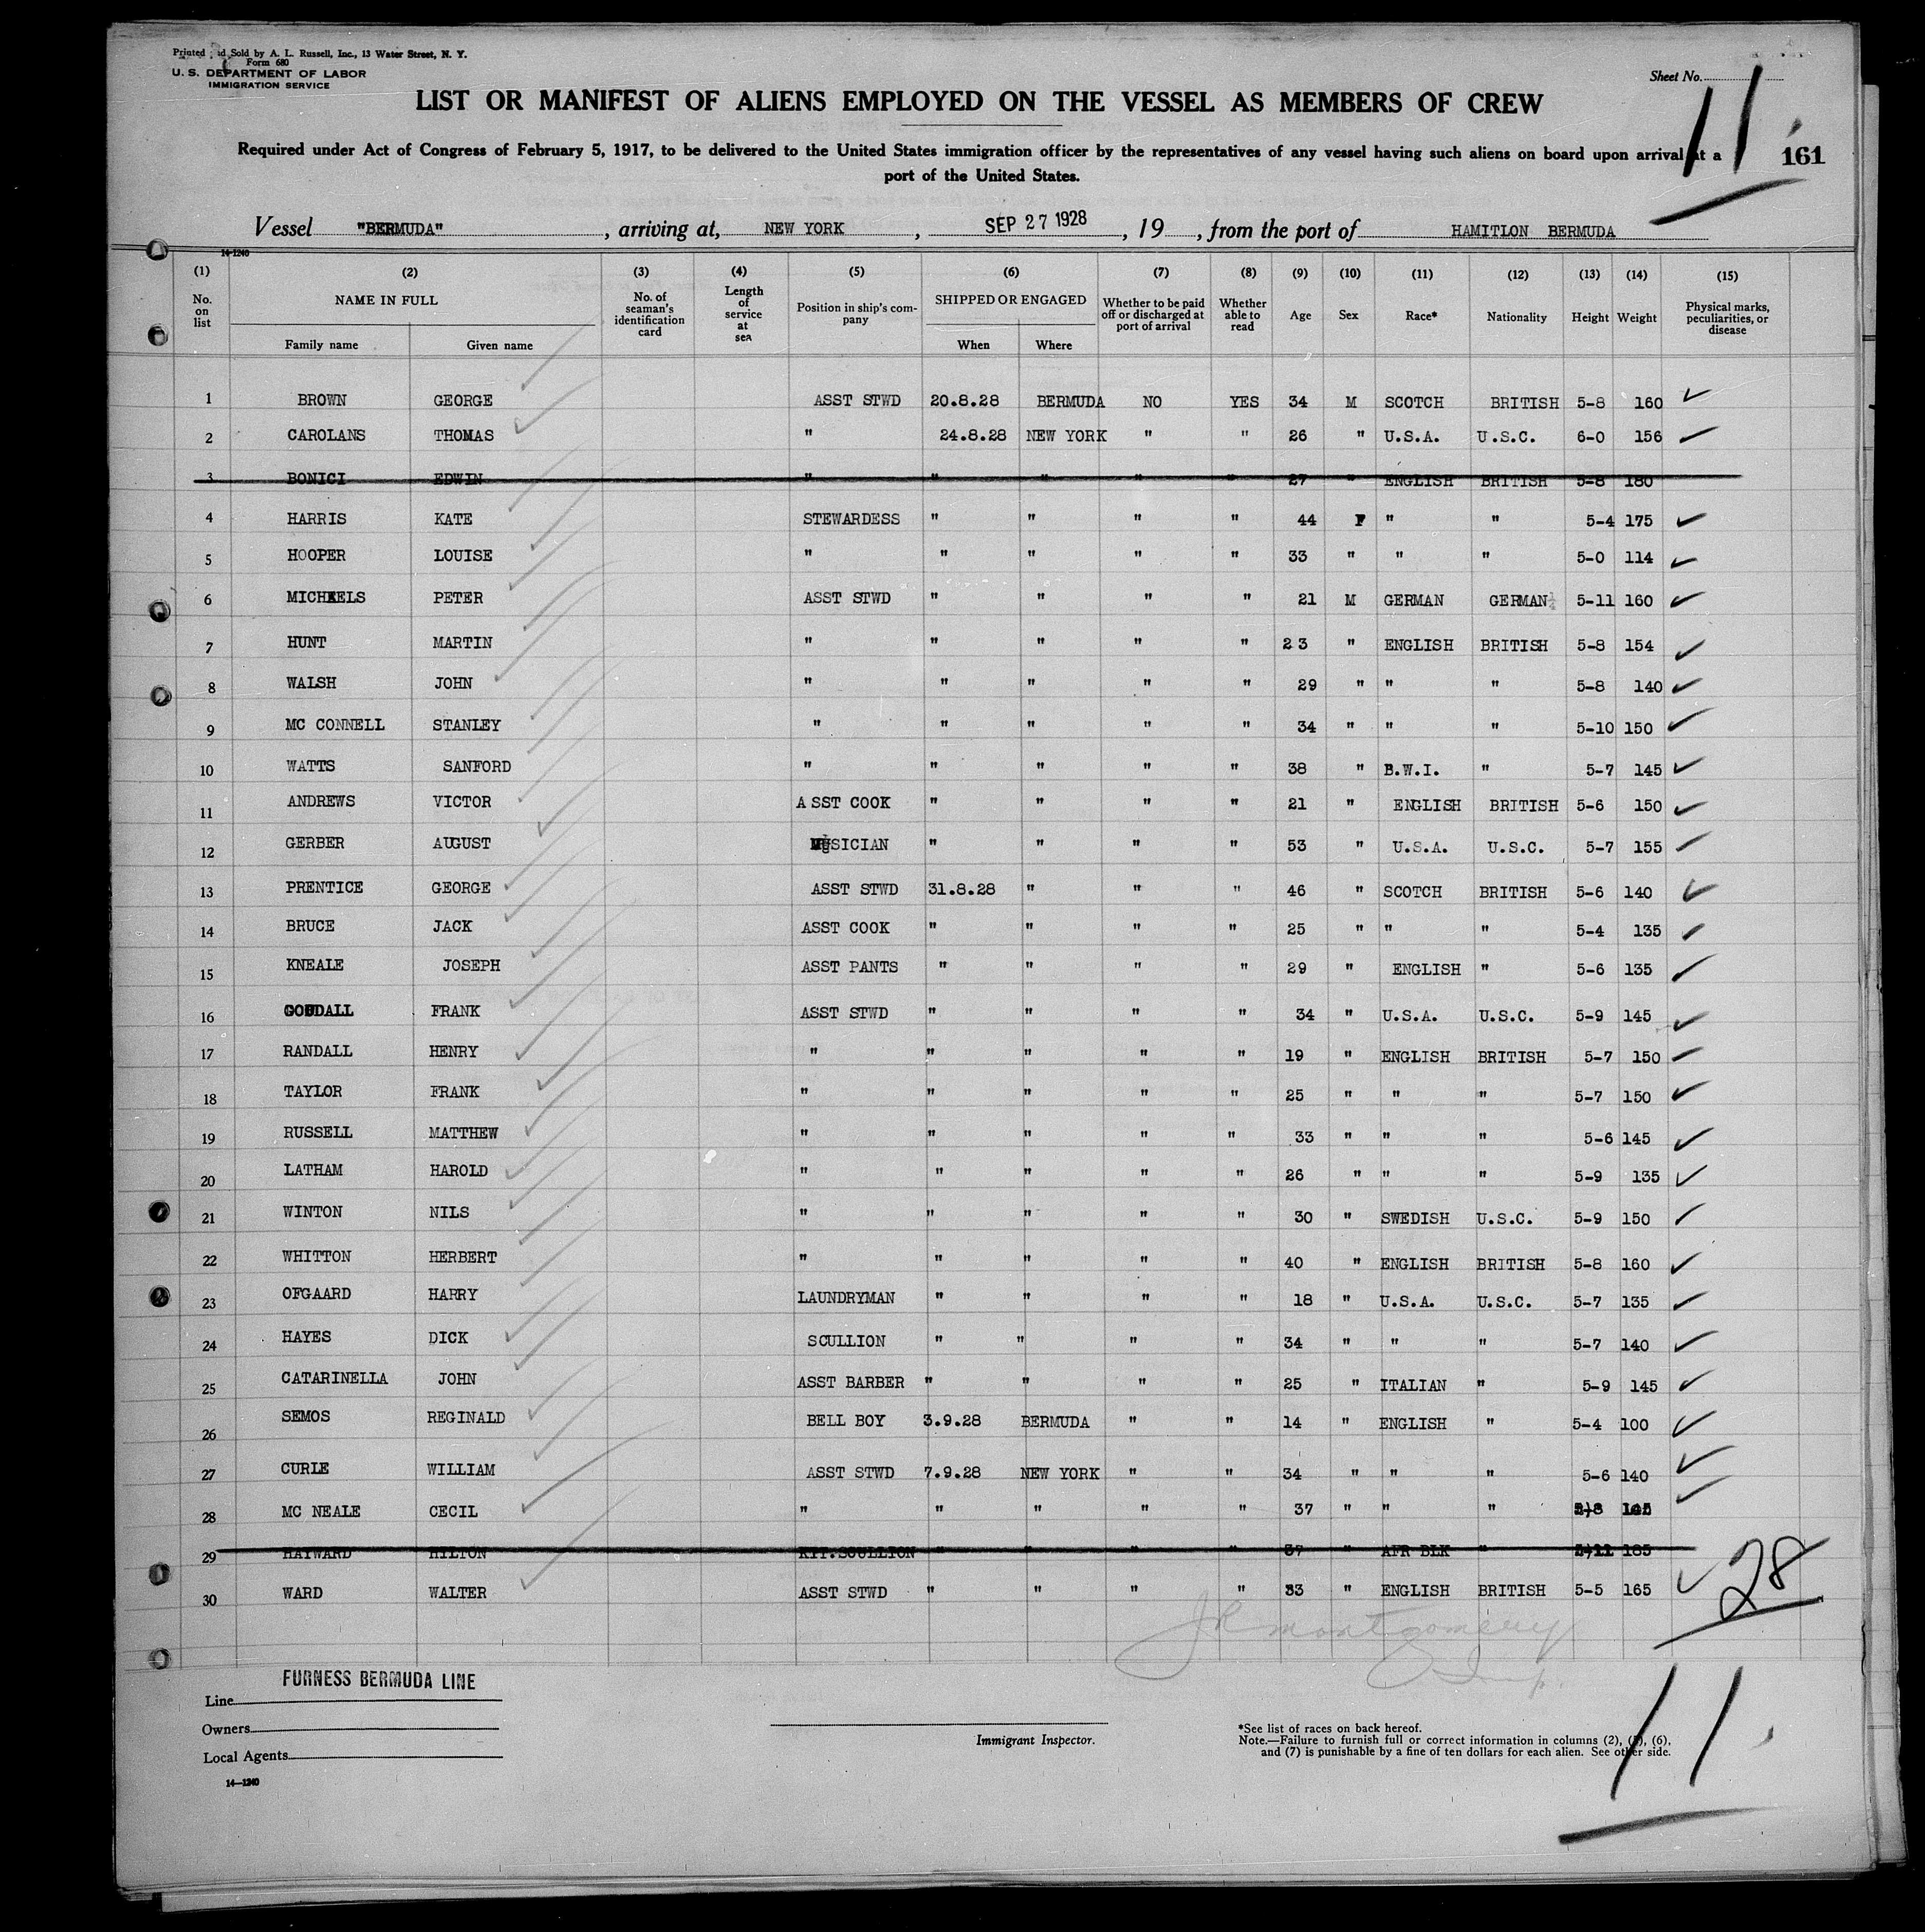 Printed and Sold by A. L. Russell, Inc., 13 Water Street, N. Y.
Form 680
U. S. DEPARTMENT OF LABOR
IMMIGRATION SERVICE
Sheet No.
11
161
LIST OR MANIFEST OF ALIENS EMPLOYED ON THE VESSEL AS MEMBERS OF CREW
Required under Act of Congress of February 5, 1917, to be delivered to the United States immigration officer by the representatives of any vessel having such aliens on board upon arrival at a
port of the United States.
Vessel "BERMUDA", arriving at, NEW YORK, SEP 27 1928, 19, from the port of HAMITLON BERMUDA
14-1240
(1) (2) (3) (4) (5) (6) (7) (8) (9) (10) (11) (12) (13) (14) (15)
No. on list NAME IN FULL Family name Given name No. of seaman's identification card Length of service at sea Position in ship's company SHIPPED OR ENGAGED When Where Whether to be paid off or discharged at port of arrival Whether able to read Age Sex Race* Nationality Height Weight Physical marks, peculiarities, or disease
1 BROWN GEORGE ASST STWD 20.8.28 BERMUDA NO YES 34 M SCOTCH BRITISH 5-8 160
2 CAROLANS THOMAS " 24.8.28 NEW YORK " " 26 " U.S.A. U.S.C. 6-0 156
3 BONICI EDWIN " " " " " 27 " ENGLISH BRITISH 5-8 180
4 HARRIS KATE STEWARDESS " " " " 44 F " " 5-4 175
5 HOOPER LOUISE " " " " " 33 " " " 5-0 114
6 MICHAELS PETER ASST STWD " " " " 21 M GERMAN GERMAN 5-11 160
7 HUNT MARTIN " " " " " 23 " ENGLISH BRITISH 5-8 154
8 WALSH JOHN " " " " " 29 " " " 5-8 140
9 MC CONNELL STANLEY " " " " " 34 " " " 5-10 150
10 WATTS SANFORD " " " " " 38 " B.W.I. " 5-7 145
11 ANDREWS VICTOR A SST COOK " " " " 21 " ENGLISH BRITISH 5-6 150
12 GERBER AUGUST MUSICIAN " " " " 53 " U.S.A. U.S.C. 5-7 155
13 PRENTICE GEORGE ASST STWD 31.8.28 " " " 46 " SCOTCH BRITISH 5-6 140
14 BRUCE JACK ASST COOK " " " " 25 " " " 5-4 135
15 KNEALE JOSEPH ASST PANTS " " " " 29 " ENGLISH " 5-6 135
16 GOODALL FRANK ASST STWD " " " " 34 " U.S.A. U.S.C. 5-9 145
17 RANDALL HENRY " " " " " 19 " ENGLISH BRITISH 5-7 150
18 TAYLOR FRANK " " " " " 25 " " " 5-7 150
19 RUSSELL MATTHEW " " " " " 33 " " " 5-6 145
20 LATHAM HAROLD " " " " " 26 " " " 5-9 135
21 WINTON NILS " " " " " 30 " SWEDISH U.S.C. 5-9 150
22 WHITTON HERBERT " " " " " 40 " ENGLISH BRITISH 5-8 160
23 OFGAARD HARRY LAUNDRYMAN " " " " 18 " U.S.A. U.S.C. 5-7 135
24 HAYES DICK SCULLION " " " " 34 " " " 5-7 140
25 CATARINELLA JOHN ASST BARBER " " " " 25 " ITALIAN " 5-9 145
26 SEMOS REGINALD BELL BOY 3.9.28 BERMUDA " " 14 " ENGLISH " 5-4 100
27 CURLE WILLIAM ASST STWD 7.9.28 NEW YORK " " 34 " " " 5-6 140
28 MC NEALE CECIL " " " " " 37 " " "
29 HAYWARD HILTON KIT.SCULLION " " " " 37 " AFR BLK " 185
30 WARD WALTER ASST STWD " " " " 33 " ENGLISH BRITISH 5-5 165
28
JR Montgomery
Insp.
FURNESS BERMUDA LINE
Line
Owners
Local Agents
14-1240
Immigrant Inspector.
*See list of races on back hereof.
Note.—Failure to furnish full or correct information in columns (2), (5), (6),
and (7) is punishable by a fine of ten dollars for each alien. See other side.
11